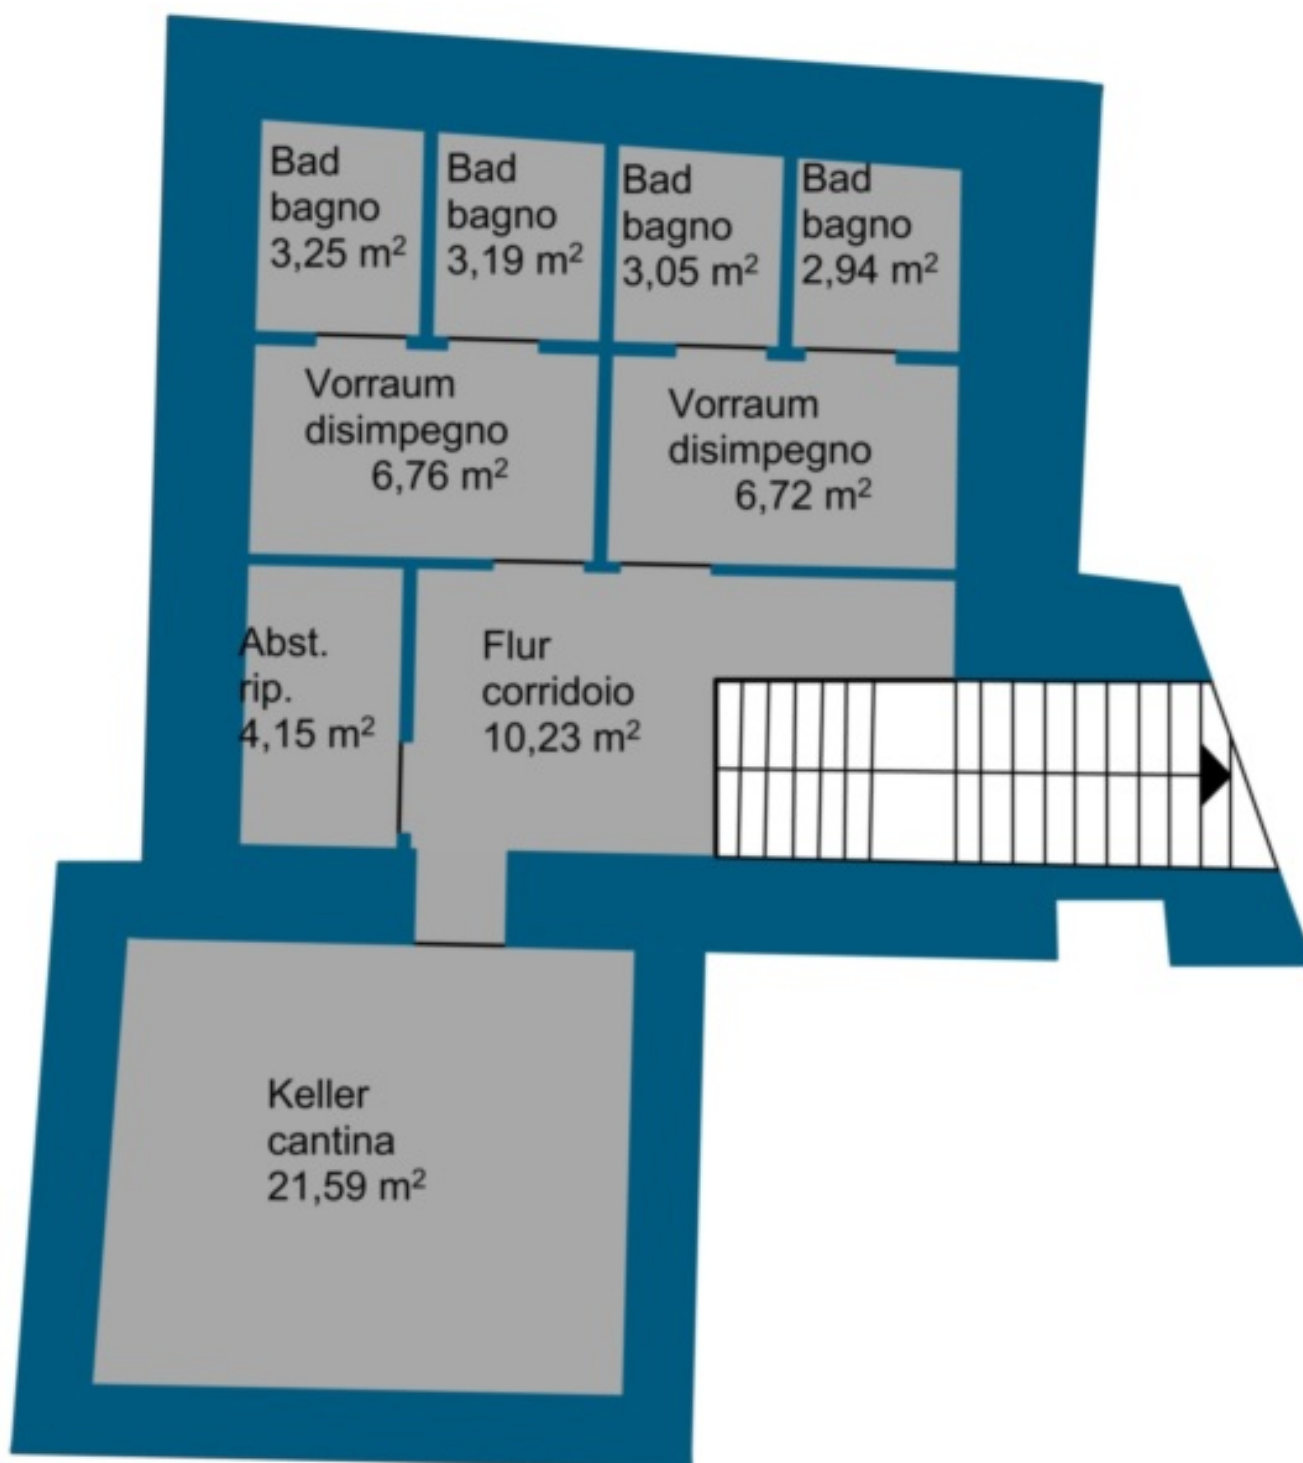 Bad
bagno
3,25 m²
Bad
bagno
3,19 m²
Bad
bagno
3,05 m²
Bad
bagno
2,94 m²
Vorraum
disimpegno
6,76 m²
Vorraum
disimpegno
6,72 m²
Abst.
rip.
4,15 m²
Flur
corridoio
10,23 m²
Keller
cantina
21,59 m²